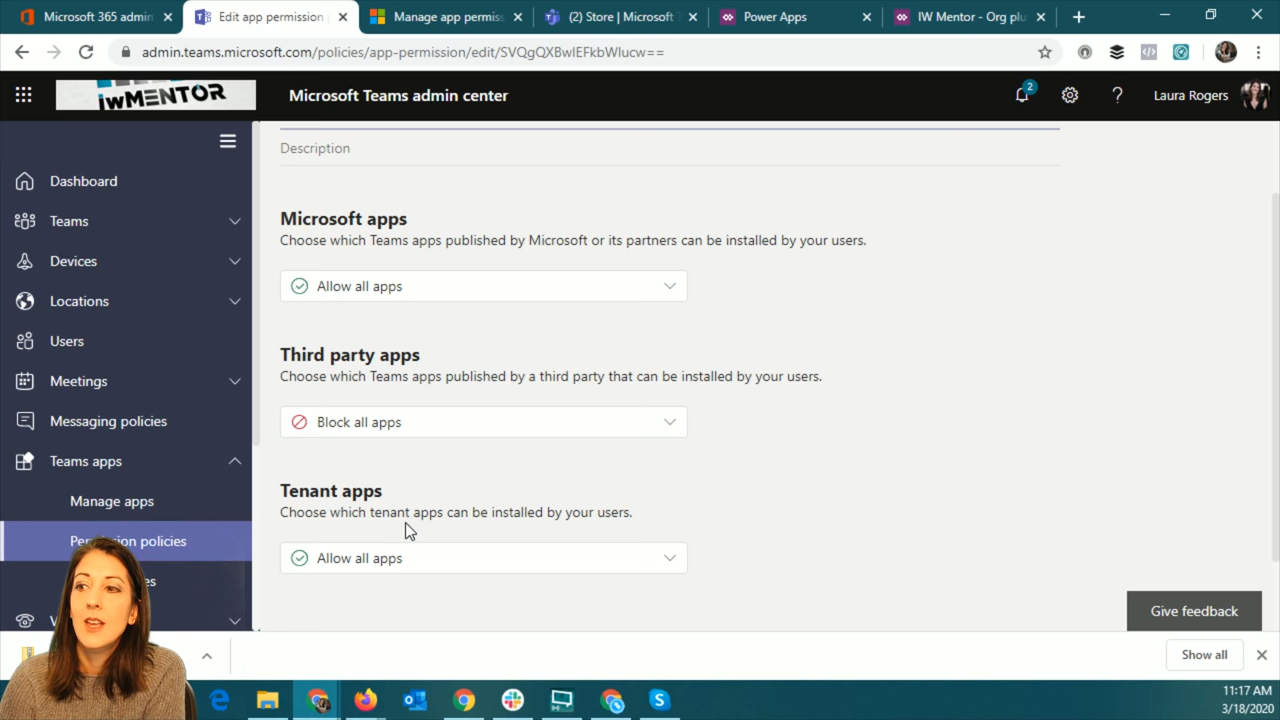 Microsoft 365 admin
Edit app permission
Manage app permiss
(2) Store | Microsoft
Power Apps
IW Mentor - Org plu
admin.teams.microsoft.com/policies/app-permission/edit/SVQgQXBwIEFkbWlucw==
iwMENTOR
Microsoft Teams admin center
2
Laura Rogers
Dashboard
Teams
Devices
Locations
Users
Meetings
Messaging policies
Teams apps
Manage apps
Permission policies
Description
Microsoft apps
Choose which Teams apps published by Microsoft or its partners can be installed by your users.
Allow all apps
Third party apps
Choose which Teams apps published by a third party that can be installed by your users.
Block all apps
Tenant apps
Choose which tenant apps can be installed by your users.
Allow all apps
Give feedback
Show all
11:17 AM
3/18/2020